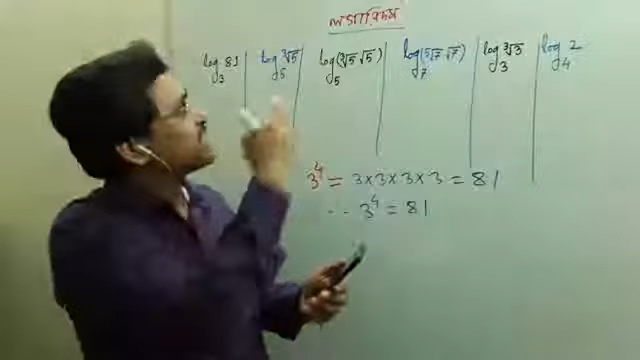 লগারিদম
log₃ 81 log₅ ∛5 log₅ (∛5 √5) log₇ (⁵√7 √7) log₃ ∛3 log₄ 2
3⁴ = 3×3×3×3 = 81
∴ 3⁴ = 81